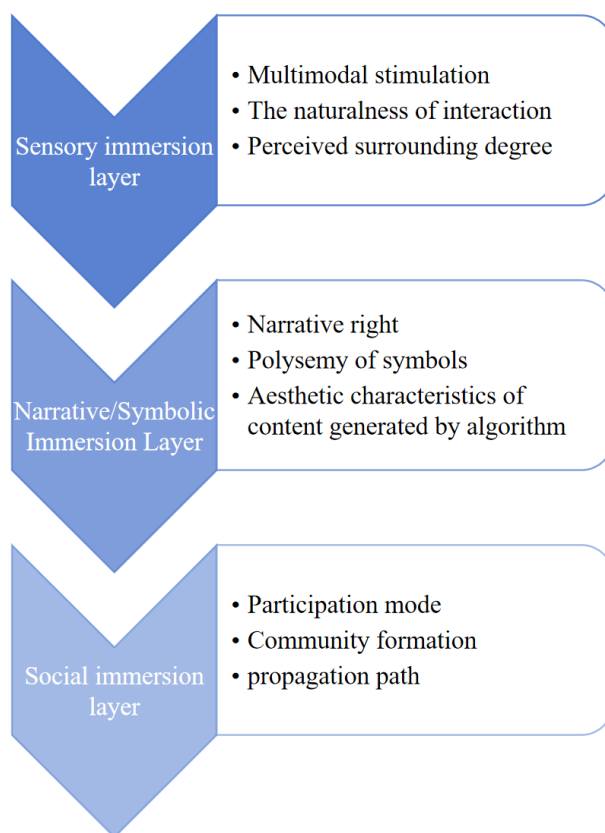 Sensory immersion
layer
• Multimodal stimulation
• The naturalness of interaction
• Perceived surrounding degree
Narrative/Symbolic
Immersion Layer
• Narrative right
• Polysemy of symbols
• Aesthetic characteristics of
content generated by algorithm
Social immersion
layer
• Participation mode
• Community formation
• propagation path